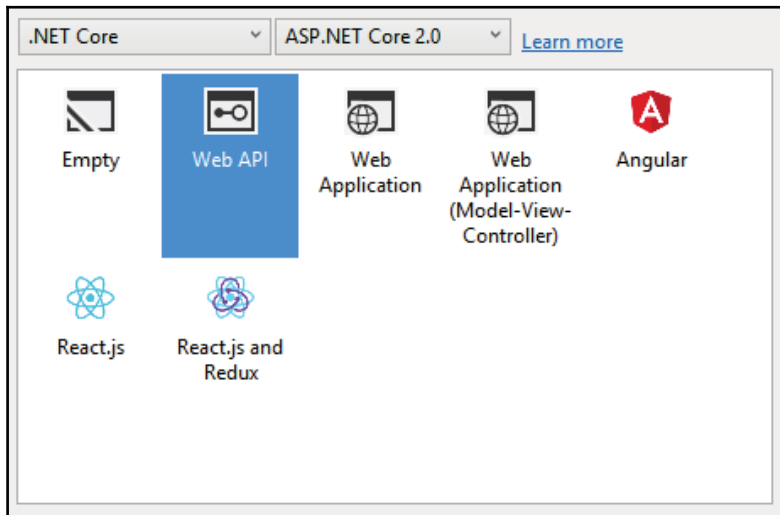 .NET Core
ASP.NET Core 2.0
Learn more
Empty
Web API
Web
Application
Web
Application
(Model-View-
Controller)
Angular
React.js
React.js and
Redux